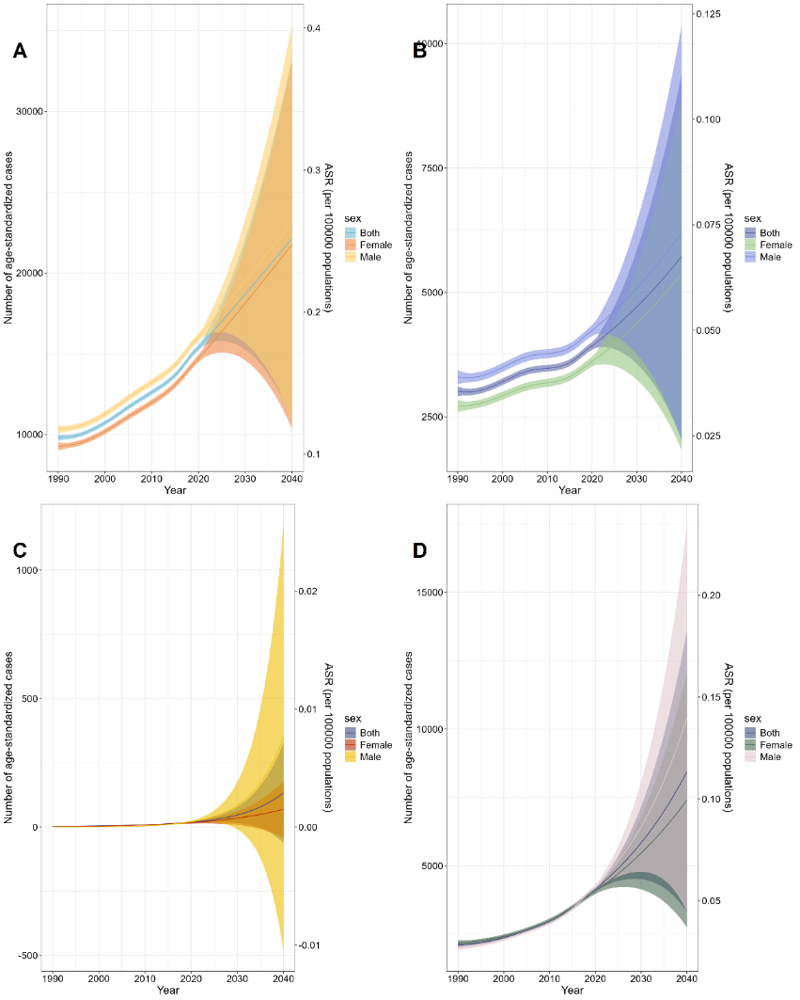 A
Number of age-standardized cases
30000
20000
10000
0.4
0.3
0.2
0.1
ASR (per 100000 populations)
1990 2000 2010 2020 2030 2040
Year
sex
Both
Female
Male
B
Number of age-standardized cases
10000
7500
5000
2500
0.125
0.100
0.075
0.050
0.025
ASR (per 100000 populations)
1990 2000 2010 2020 2030 2040
Year
sex
Both
Female
Male
C
Number of age-standardized cases
1000
500
0
-500
0.02
0.01
0.00
-0.01
ASR (per 100000 populations)
1990 2000 2010 2020 2030 2040
Year
sex
Both
Female
Male
D
Number of age-standardized cases
15000
10000
5000
0.20
0.15
0.10
0.05
ASR (per 100000 populations)
1990 2000 2010 2020 2030 2040
Year
sex
Both
Female
Male